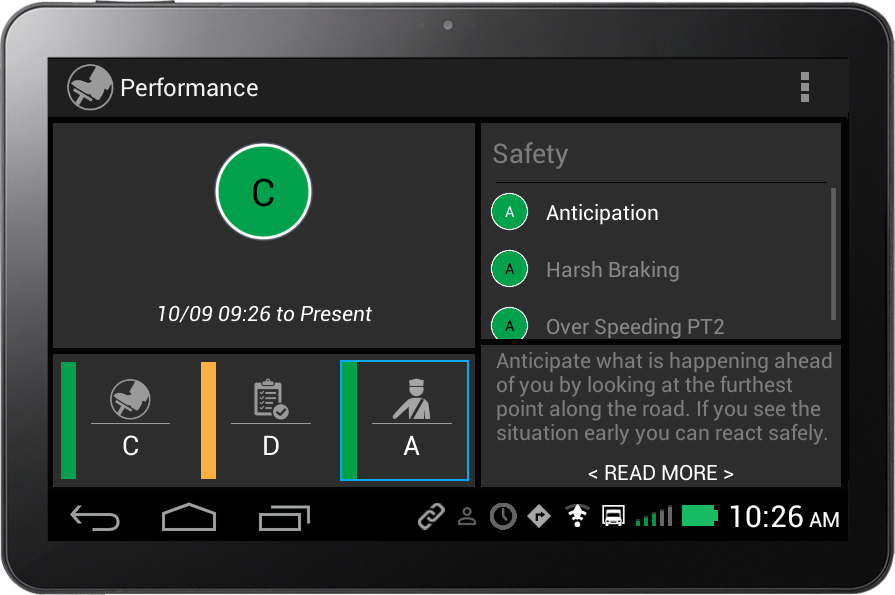 Performance
C
10/09 09:26 to Present
C
D
A
Safety
A Anticipation
A Harsh Braking
A Over Speeding PT2
Anticipate what is happening ahead
of you by looking at the furthest
point along the road. If you see the
situation early you can react safely.
< READ MORE >
10:26 AM